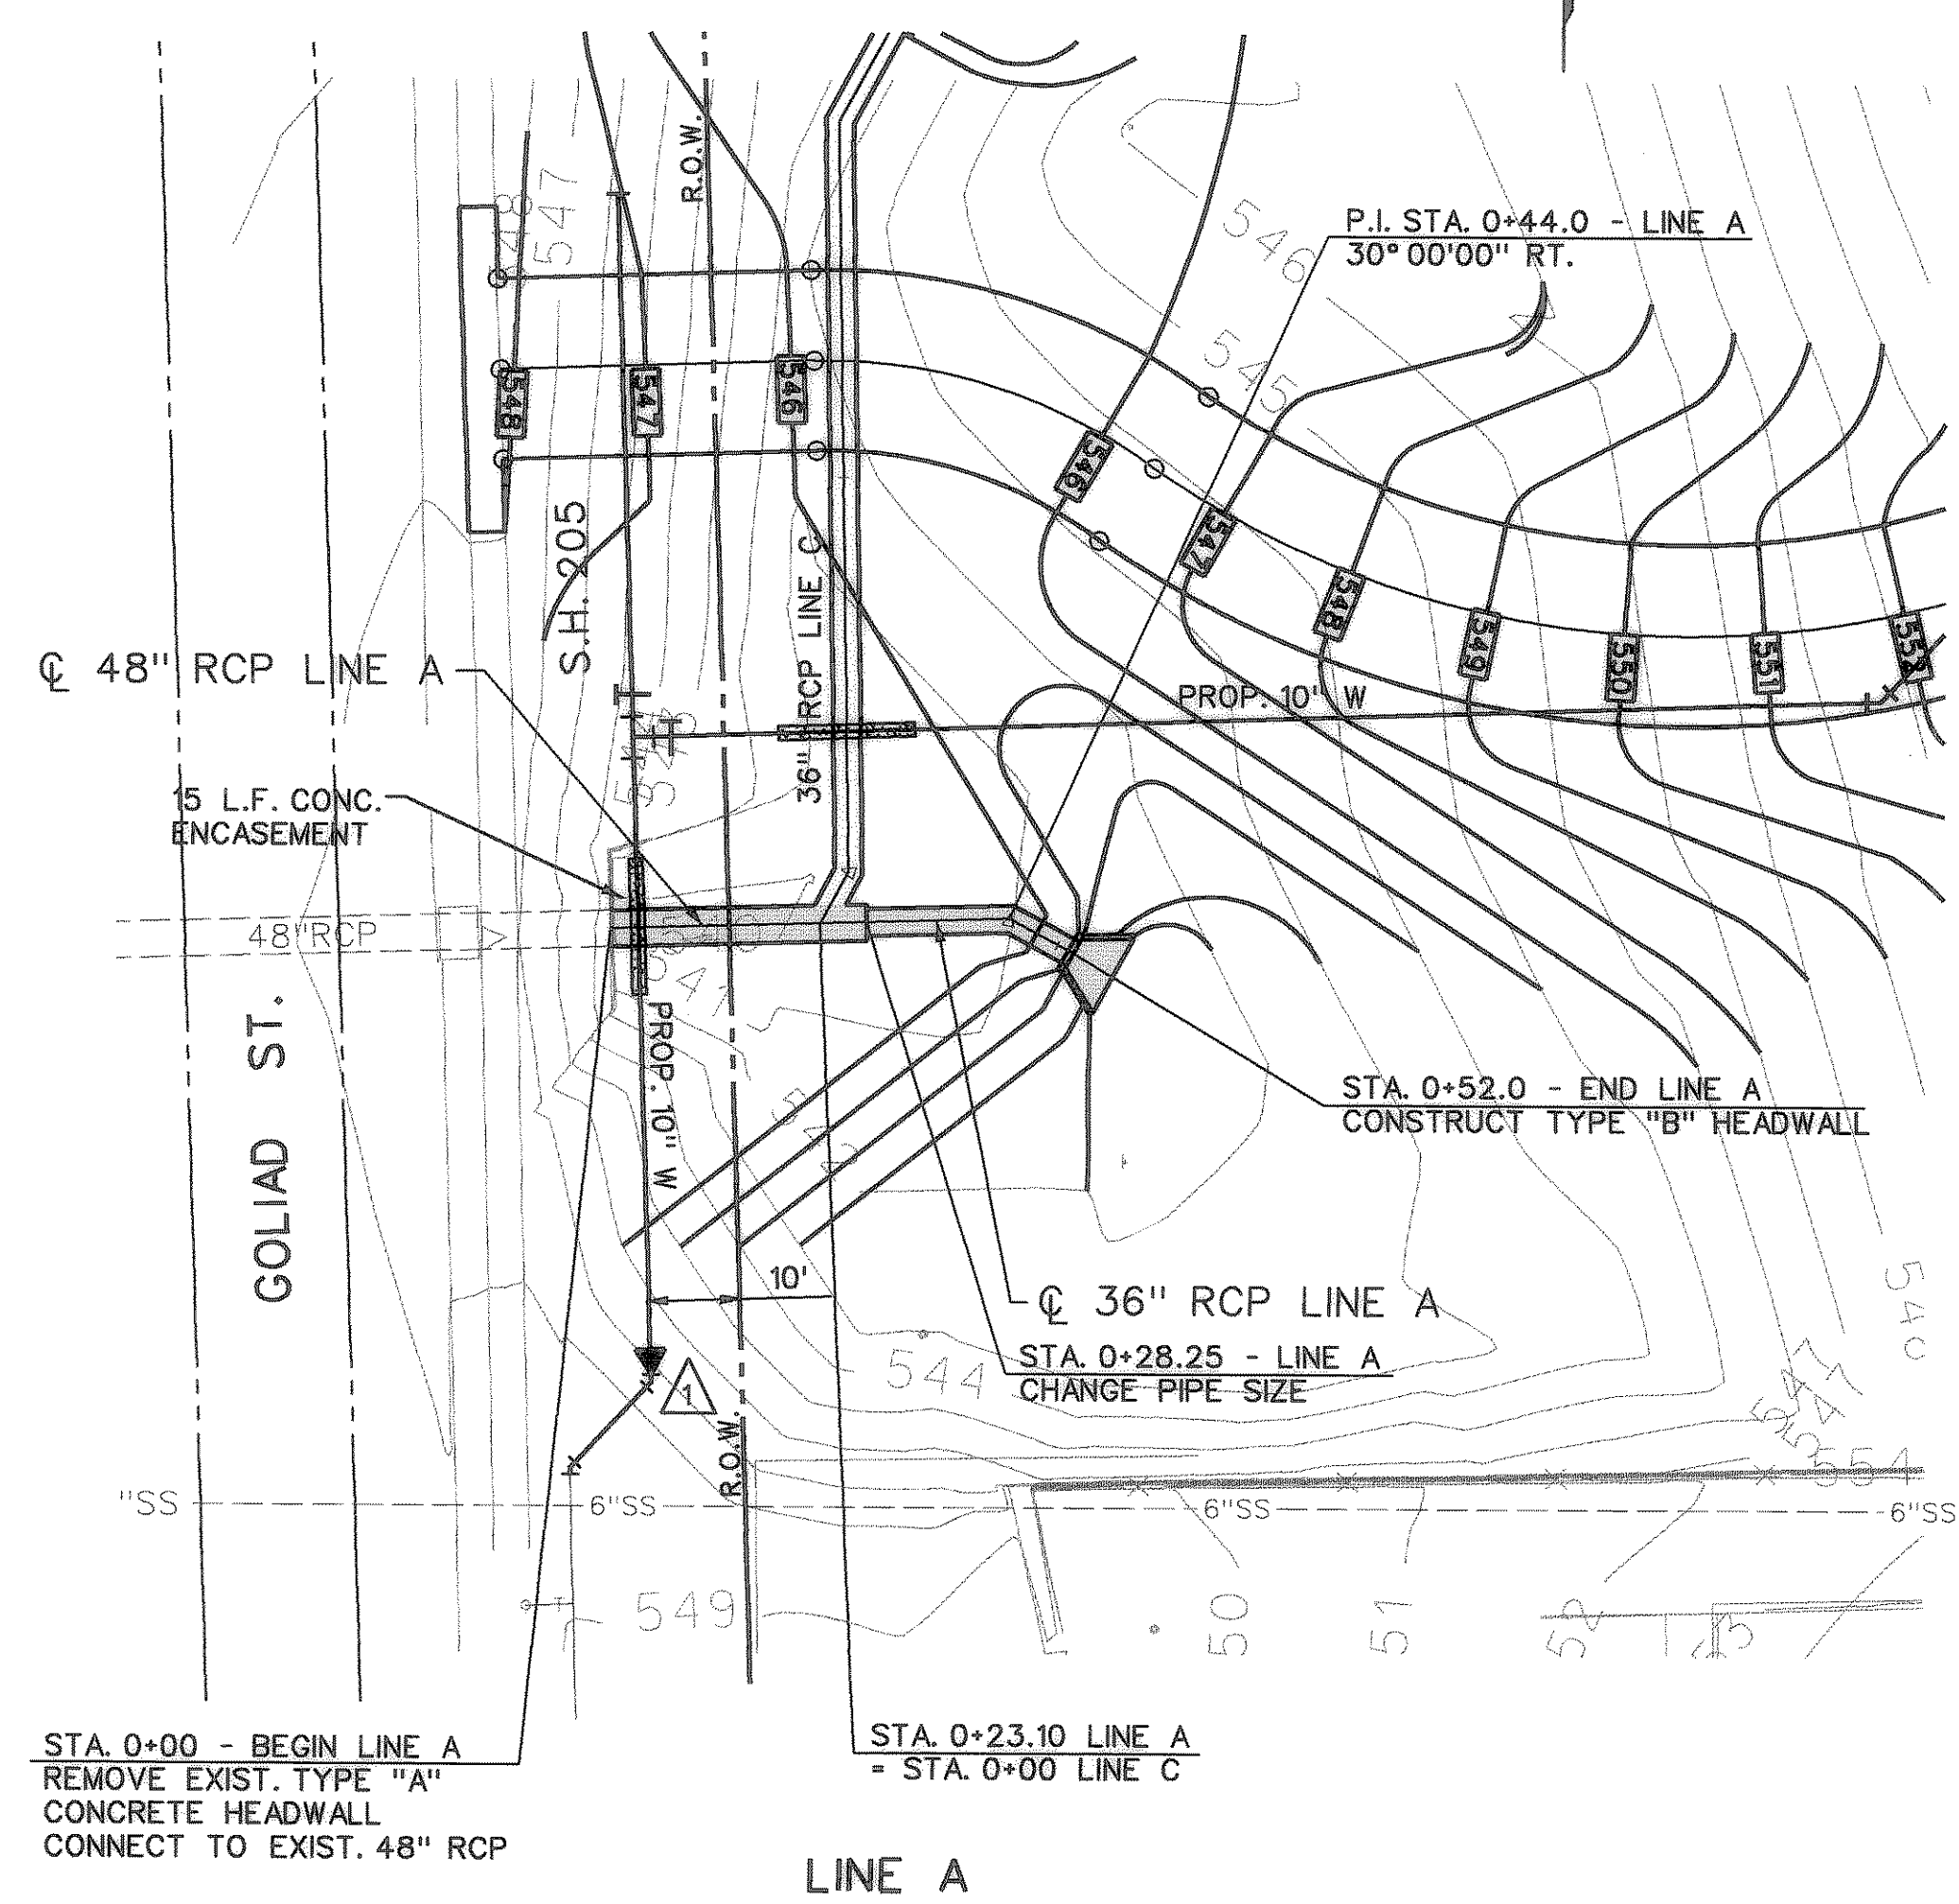 R.O.W.
548
547
P.I. STA. 0+44.0 - LINE A
30°00'00" RT.
546
545
548
547
546
546
547
548
549
550
551
552
S.H. 205
36" RCP LINE C
℄ 48" RCP LINE A
PROP. 10" W
15 L.F. CONC.
ENCASEMENT
48"RCP
541
GOLIAD ST.
PROP. 10" W
STA. 0+52.0 - END LINE A
CONSTRUCT TYPE "B" HEADWALL
10'
℄ 36" RCP LINE A
STA. 0+28.25 - LINE A
CHANGE PIPE SIZE
544
1
R.O.W.
554
"SS
6"SS
6"SS
6"SS
549
50
51
52
STA. 0+00 - BEGIN LINE A
REMOVE EXIST. TYPE "A"
CONCRETE HEADWALL
CONNECT TO EXIST. 48" RCP
STA. 0+23.10 LINE A
= STA. 0+00 LINE C
LINE A